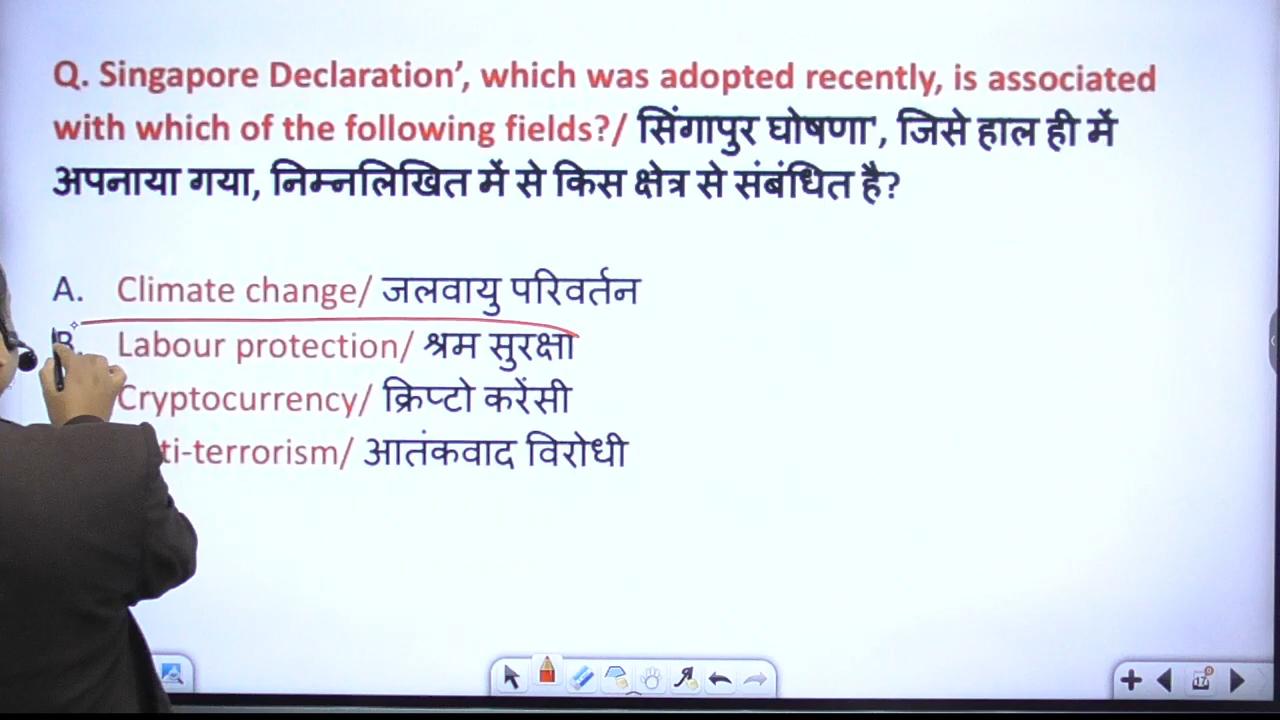 Q. Singapore Declaration’, which was adopted recently, is associated
with which of the following fields?/ सिंगापुर घोषणा', जिसे हाल ही में
अपनाया गया, निम्नलिखित में से किस क्षेत्र से संबंधित है?
A. Climate change/ जलवायु परिवर्तन
B. Labour protection/ श्रम सुरक्षा
Cryptocurrency/ क्रिप्टो करेंसी
ti-terrorism/ आतंकवाद विरोधी
17